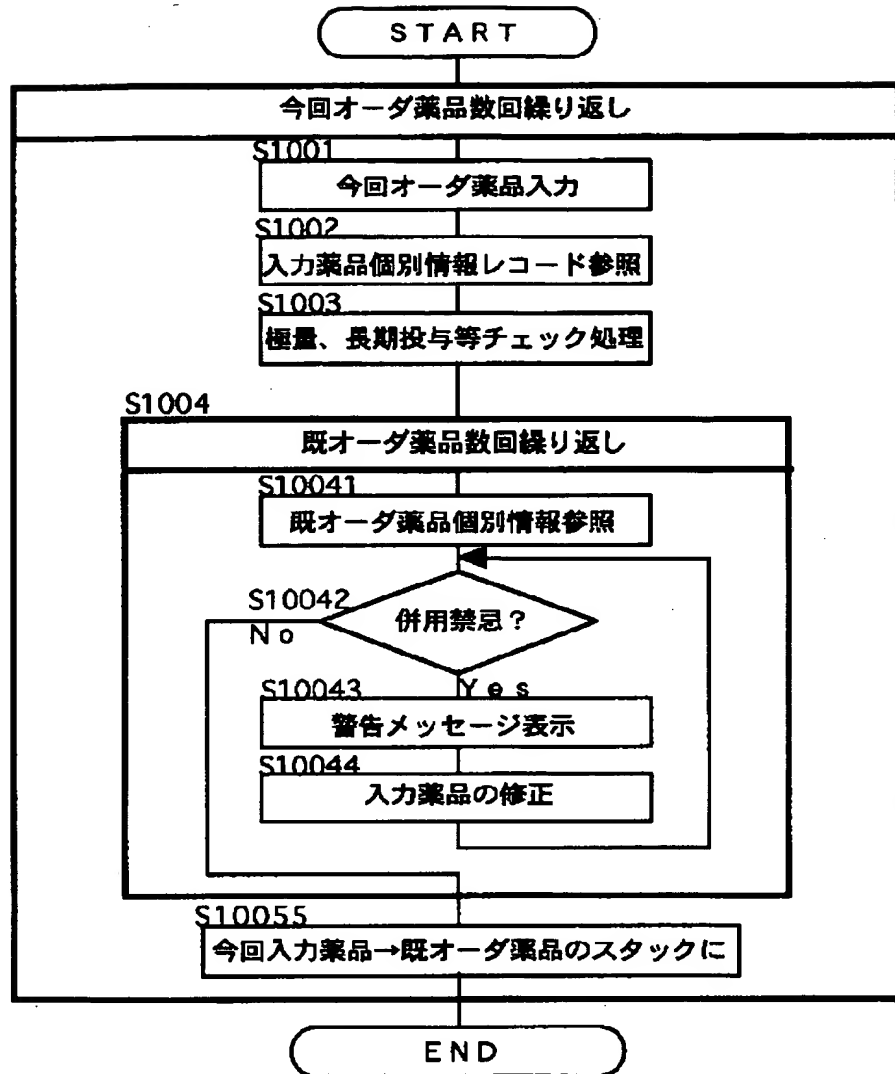 START
今回オーダ薬品数回繰り返し
S1001
今回オーダ薬品入力
S1002
入力薬品個別情報レコード参照
S1003
極量、長期投与等チェック処理
S1004
既オーダ薬品数回繰り返し
S10041
既オーダ薬品個別情報参照
S10042
併用禁忌?
No
Yes
S10043
警告メッセージ表示
S10044
入力薬品の修正
S10055
今回入力薬品→既オーダ薬品のスタックに
END